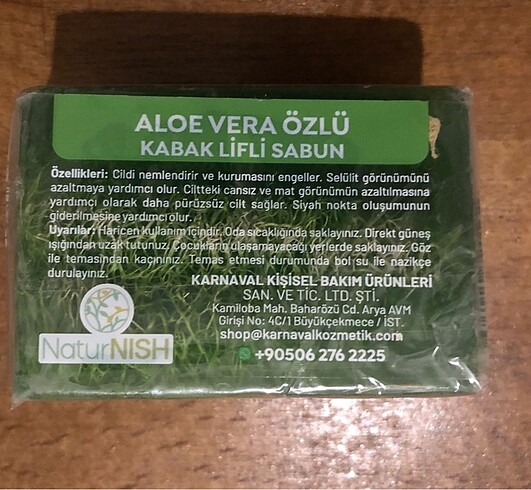 ALOE VERA ÖZLÜ
KABAK LİFLİ SABUN
Özellikleri: Cildi nemlendirir ve kurumasını engeller. Selülit görünümünü
azaltmaya yardımcı olur. Ciltteki cansız ve mat görünümün azaltılmasına
yardımcı olarak daha pürüzsüz cilt sağlar. Siyah nokta oluşumunun
giderilmesine yardımcı olur.
Uyarılar: Haricen kullanım içindir. Oda sıcaklığında saklayınız. Direkt güneş
ışığından uzak tutunuz. Çocukların ulaşamayacağı yerlerde saklayınız. Göz
ile temasından kaçınınız. Temas etmesi durumunda bol su ile nazikçe
durulayınız.
KARNAVAL KİŞİSEL BAKIM ÜRÜNLERİ
SAN. VE TİC. LTD. ŞTİ.
Kamiloba Mah. Baharözü Cd. Arya AVM
Girişi No: 4C/1 Büyükçekmece / İST.
shop@karnavalkozmetik.com
+90506 276 2225
NaturNISH